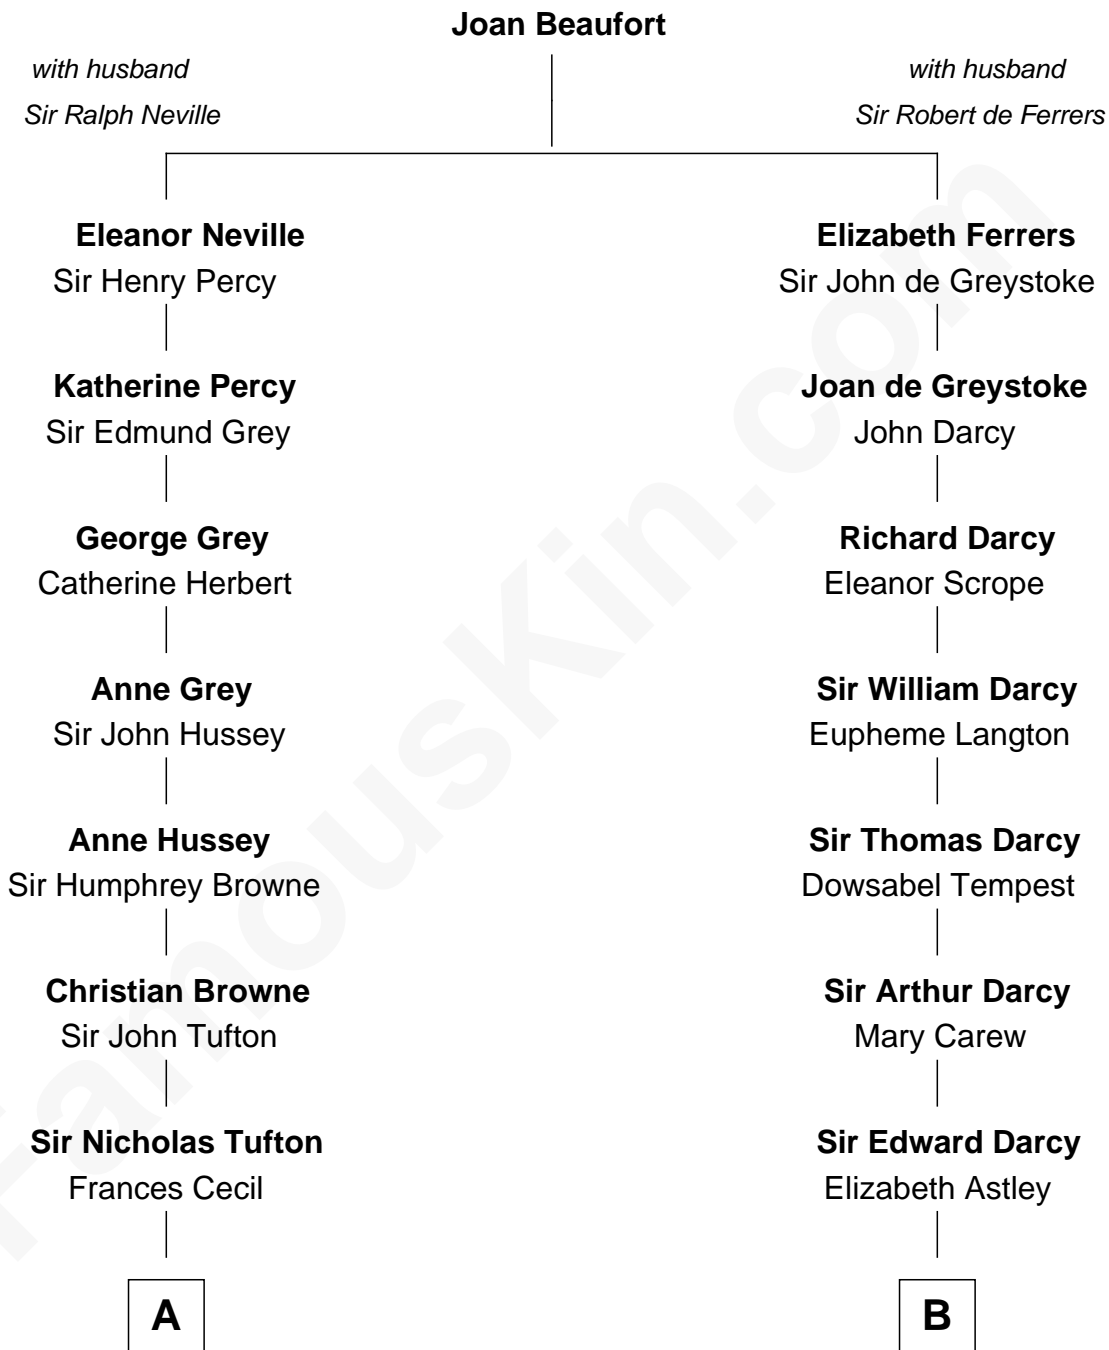 Joan Beaufort
with husband
Sir Ralph Neville
with husband
Sir Robert de Ferrers
Eleanor Neville
Sir Henry Percy
Elizabeth Ferrers
Sir John de Greystoke
Katherine Percy
Sir Edmund Grey
Joan de Greystoke
John Darcy
George Grey
Catherine Herbert
Richard Darcy
Eleanor Scrope
Anne Grey
Sir John Hussey
Sir William Darcy
Eupheme Langton
Anne Hussey
Sir Humphrey Browne
Sir Thomas Darcy
Dowsabel Tempest
Christian Browne
Sir John Tufton
Sir Arthur Darcy
Mary Carew
Sir Nicholas Tufton
Frances Cecil
Sir Edward Darcy
Elizabeth Astley
A
B
FamousKin.com